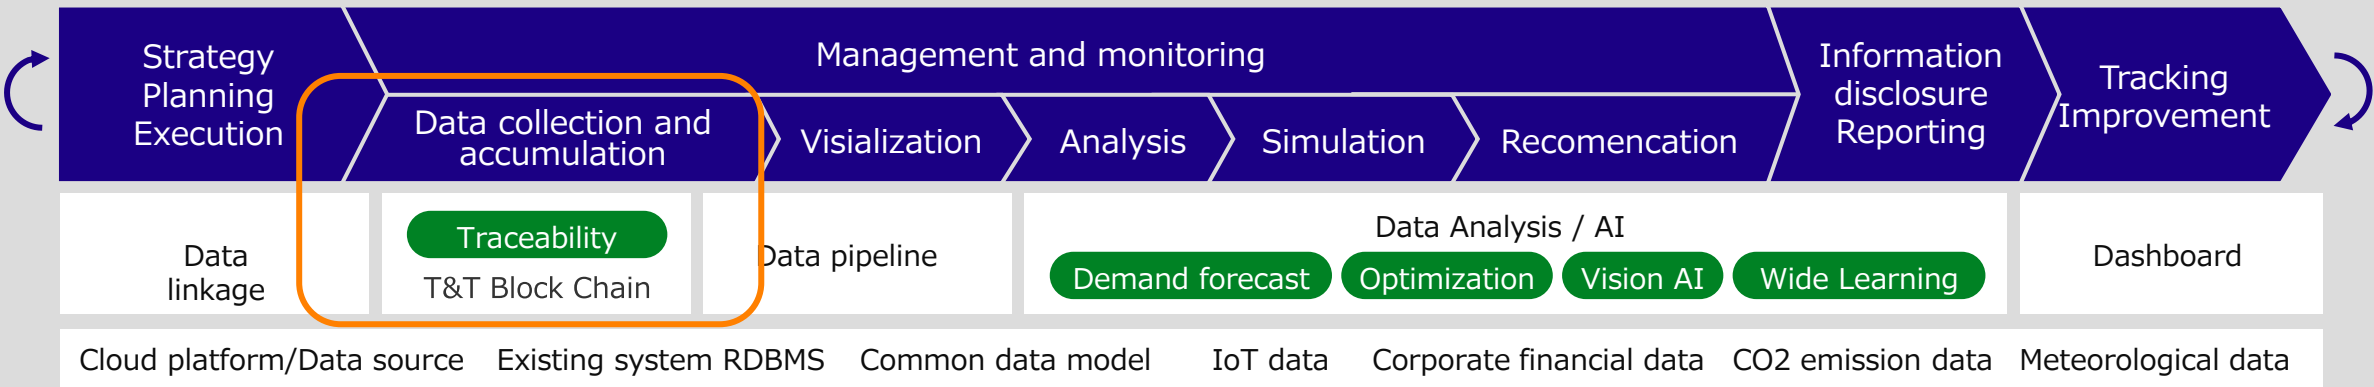 Strategy
Planning
Execution
Management and monitoring
Data collection and
accumulation
Visialization
Analysis
Simulation
Recomencation
Information
disclosure
Reporting
Tracking
Improvement
Data
linkage
Traceability
T&T Block Chain
Data pipeline
Data Analysis / AI
Demand forecast
Optimization
Vision AI
Wide Learning
Dashboard
Cloud platform/Data source
Existing system RDBMS
Common data model
IoT data
Corporate financial data
CO2 emission data
Meteorological data